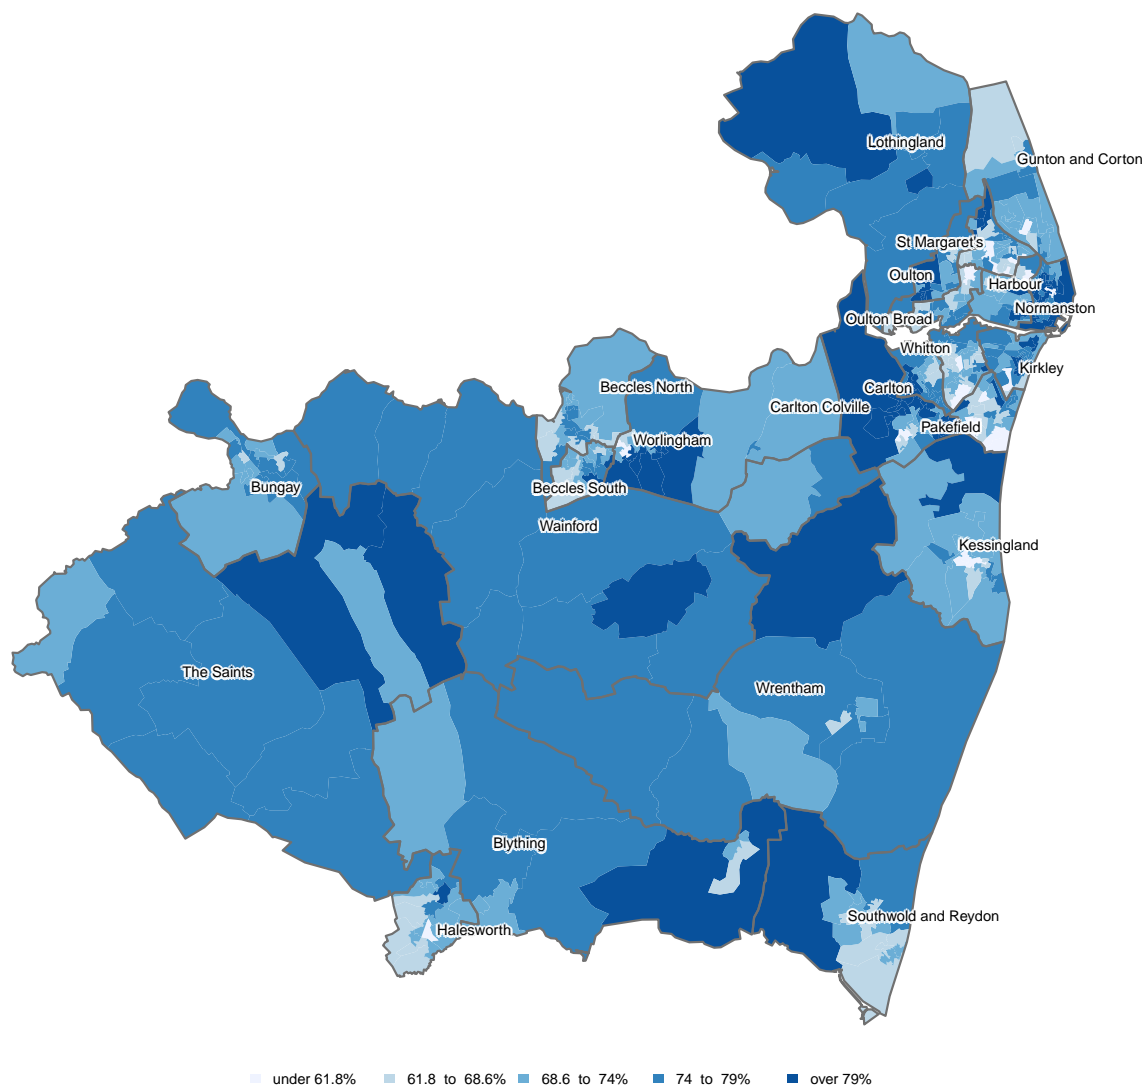 Lothingland
Gunton and Corton
St Margaret's
Oulton
Harbour
Normanston
Oulton Broad
Whitton
Kirkley
Beccles North
Carlton
Carlton Colville
Pakefield
Worlingham
Bungay
Beccles South
Wainford
Kessingland
The Saints
Wrentham
Blything
Southwold and Reydon
Halesworth
under 61.8% 61.8 to 68.6% 68.6 to 74% 74 to 79% over 79%